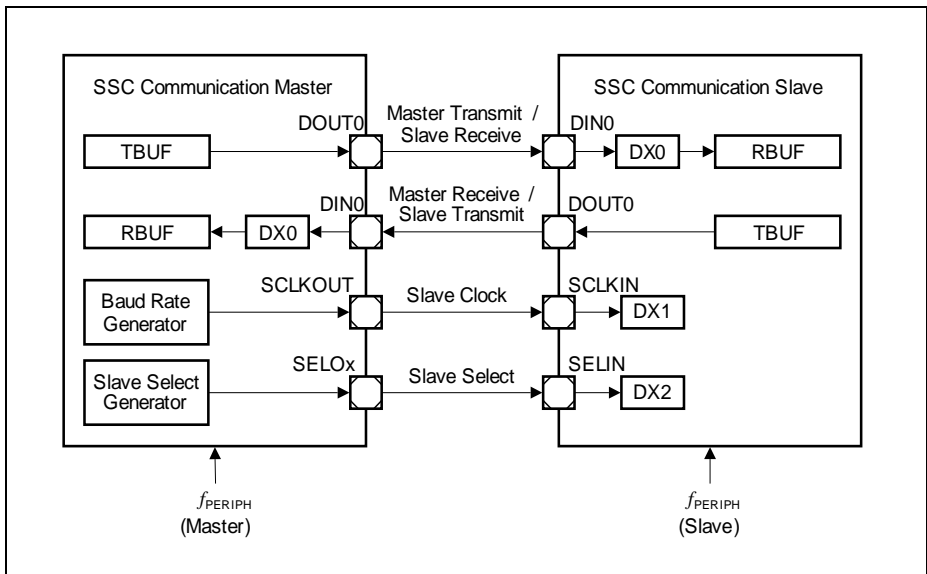 SSC Communication Master
SSC Communication Slave
TBUF
DOUT0
Master Transmit /
Slave Receive
DIN0
DX0
RBUF
RBUF
DX0
DIN0
Master Receive /
Slave Transmit
DOUT0
TBUF
Baud Rate
Generator
SCLKOUT
Slave Clock
SCLKIN
DX1
Slave Select
Generator
SELOx
Slave Select
SELIN
DX2
fPERIPH
(Master)
fPERIPH
(Slave)